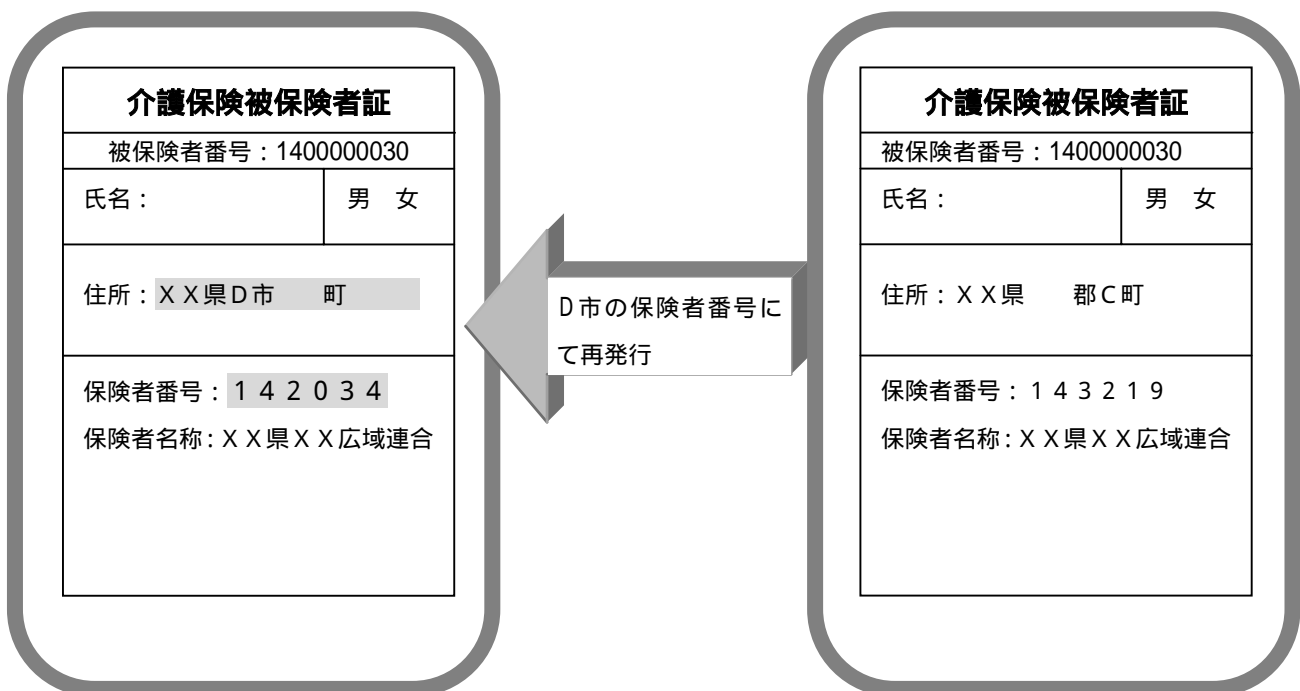 介護保険被保険者証
被保険者番号：1400000030
氏名：
男　女
住所：ＸＸ県Ｄ市　　町
保険者番号：１４２０３４
保険者名称：ＸＸ県ＸＸ広域連合
Ｄ市の保険者番号に
て再発行
介護保険被保険者証
被保険者番号：1400000030
氏名：
男　女
住所：ＸＸ県　　郡Ｃ町
保険者番号：１４３２１９
保険者名称：ＸＸ県ＸＸ広域連合